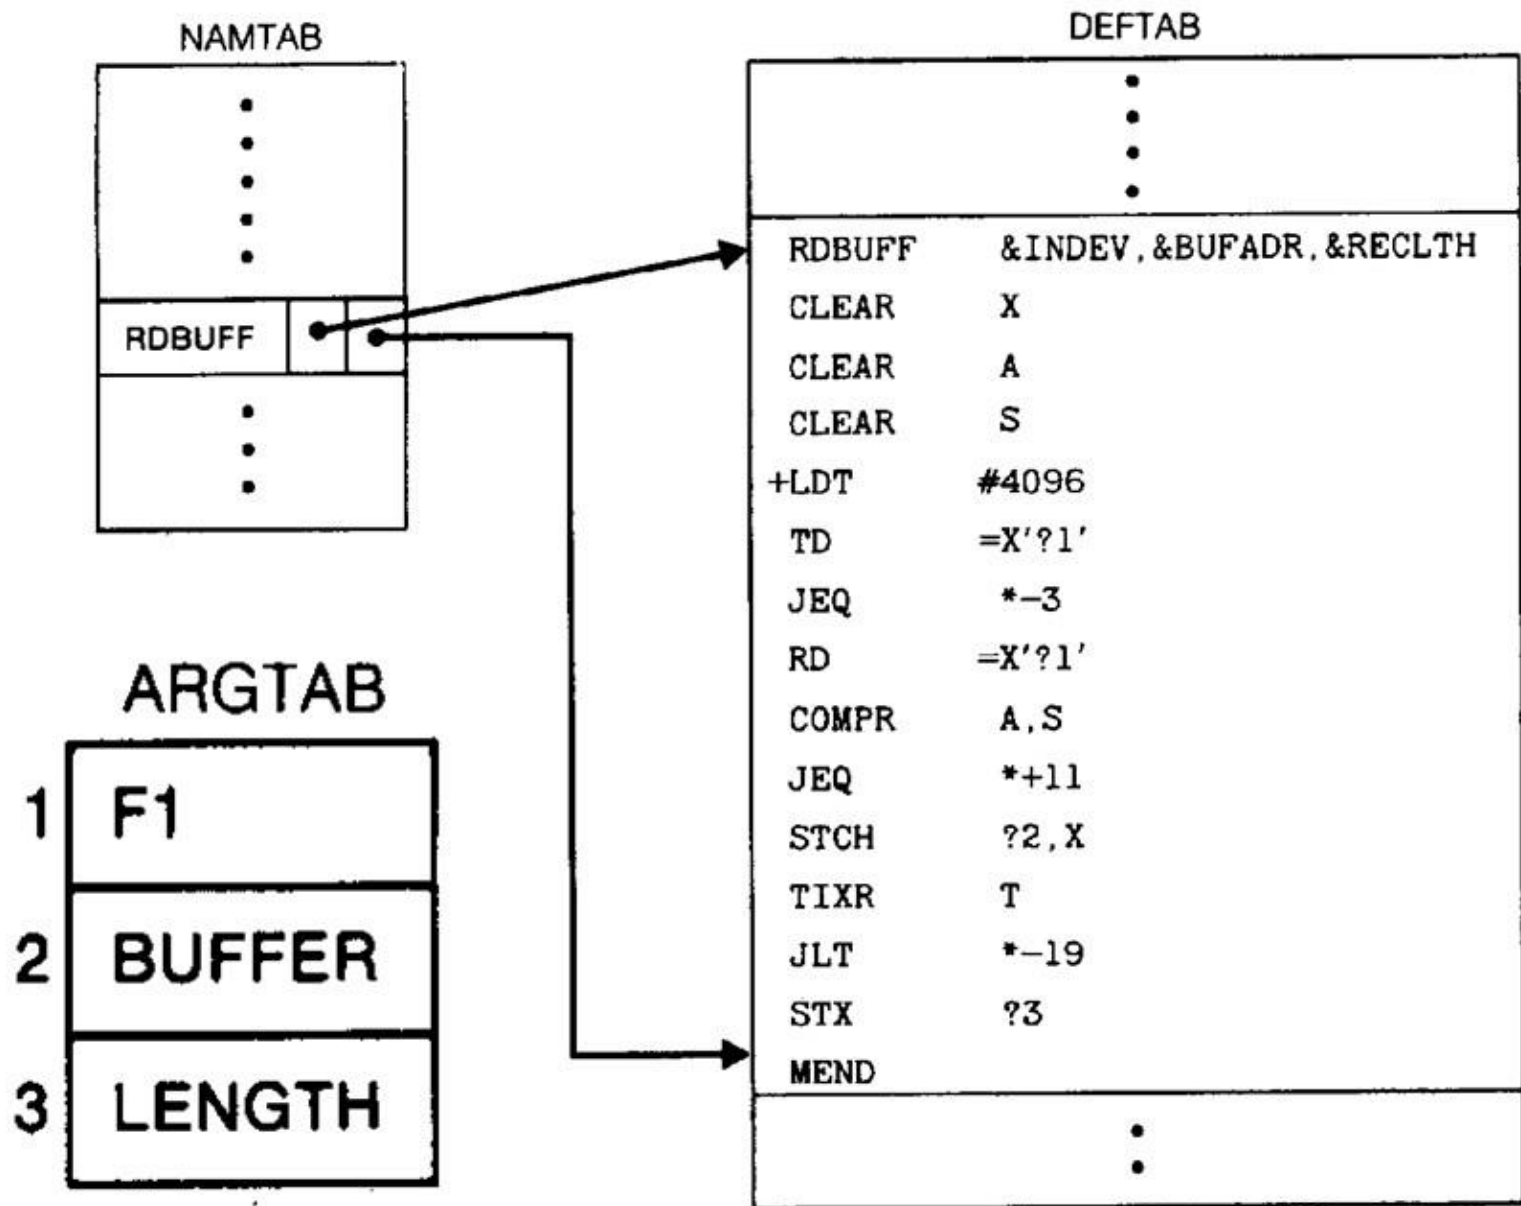 NAMTAB
RDBUFF
ARGTAB
1 F1
2 BUFFER
3 LENGTH
DEFTAB
RDBUFF &INDEV,&BUFADR,&RECLTH
CLEAR X
CLEAR A
CLEAR S
+LDT #4096
TD =X'?1'
JEQ *−3
RD =X'?1'
COMPR A,S
JEQ *+11
STCH ?2,X
TIXR T
JLT *−19
STX ?3
MEND